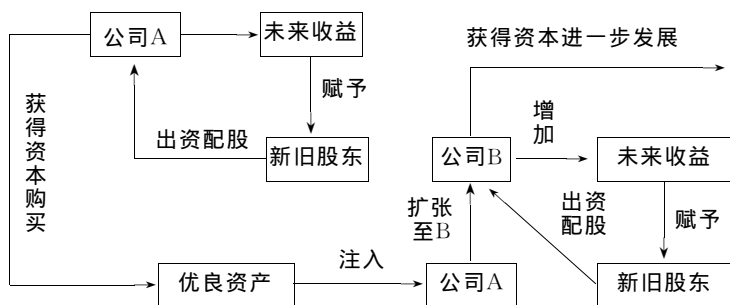 公司A
未来收益
赋予
新旧股东
出资配股
获得资本购买
优良资产
注入
公司A
扩张
至B
公司B
获得资本进一步发展
增加
未来收益
赋予
新旧股东
出资
配股